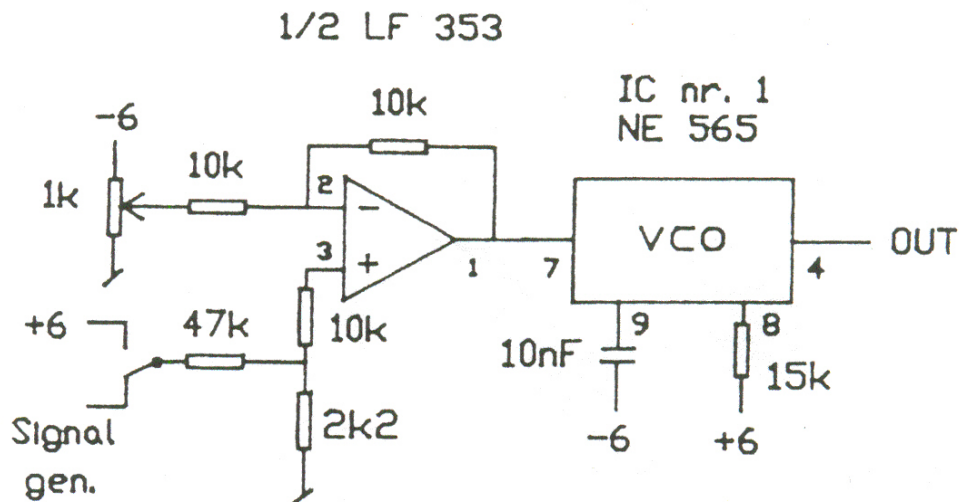 1/2 LF 353
10k
IC nr. 1
NE 565
-6
10k
1k
2
-
3
+
1
7
VCO
4
OUT
+6
47k
10k
9
8
10nF
15k
Signal
gen.
2k2
-6
+6